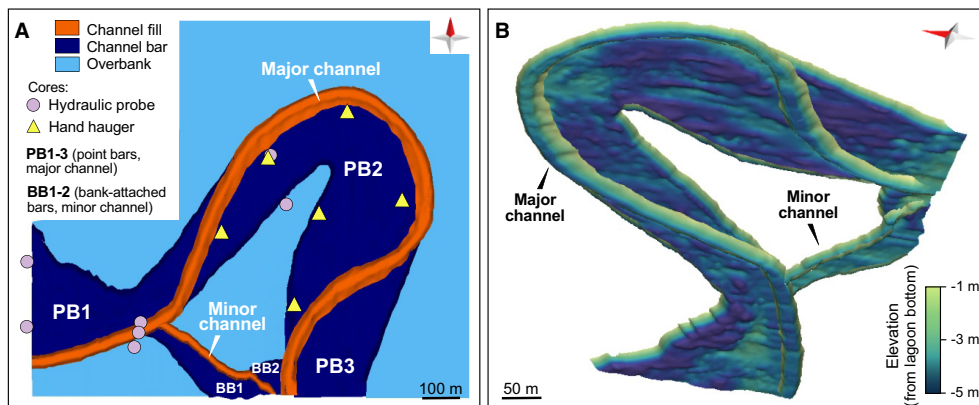 A
Channel fill
Channel bar
Overbank
Cores:
Hydraulic probe
Hand hauger
PB1-3 (point bars,
major channel)
BB1-2 (bank-attached
bars, minor channel)
Major channel
PB2
PB1
Minor
channel
BB2
BB1
PB3
100 m
B
Major
channel
Minor
channel
Elevation
(from lagoon bottom)
-1 m
-3 m
-5 m
50 m